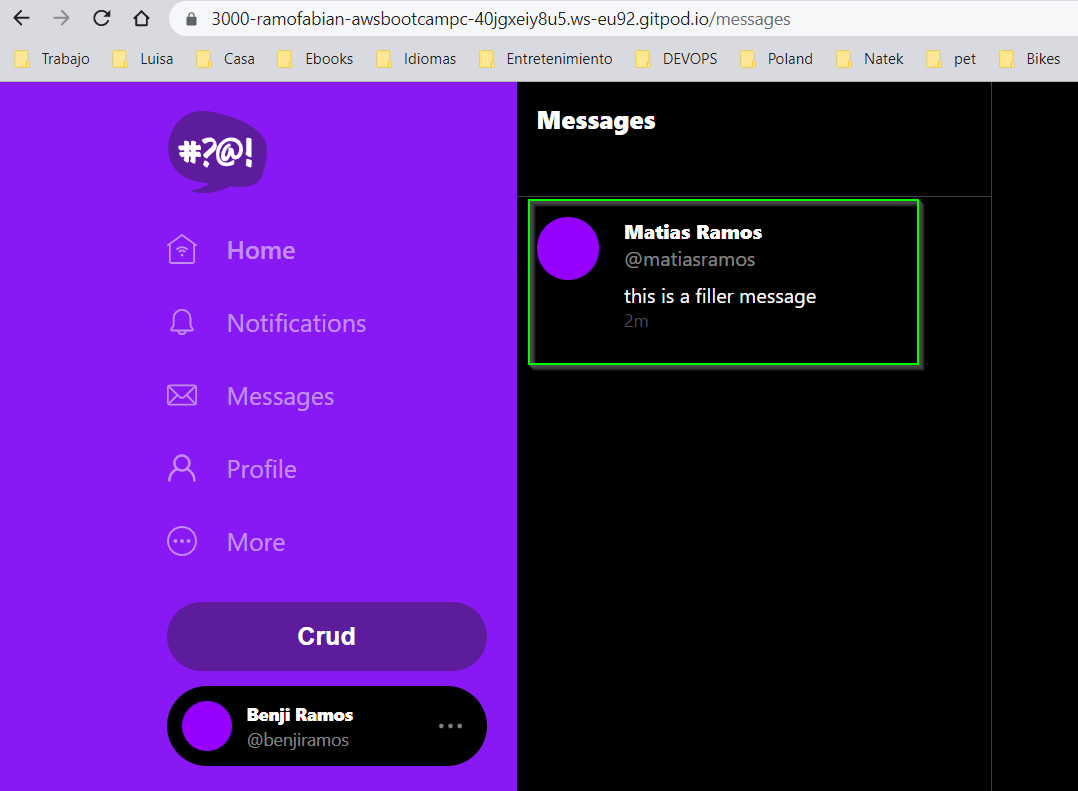 3000-ramofabian-awsbootcampc-40jgxeiy8u5.ws-eu92.gitpod.io/messages
Trabajo Luisa Casa Ebooks Idiomas Entretenimiento DEVOPS Poland Natek pet Bikes
#?@!
Home
Notifications
Messages
Profile
More
Crud
Benji Ramos
@benjiramos
Messages
Matias Ramos
@matiasramos
this is a filler message
2m